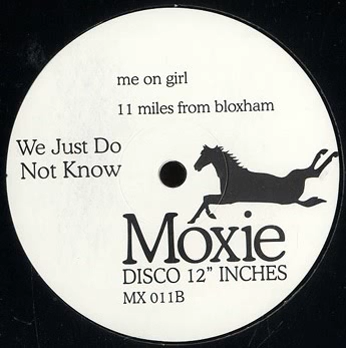 me on girl
11 miles from bloxham
We Just Do
Not Know
Moxie
DISCO 12" INCHES
MX 011B